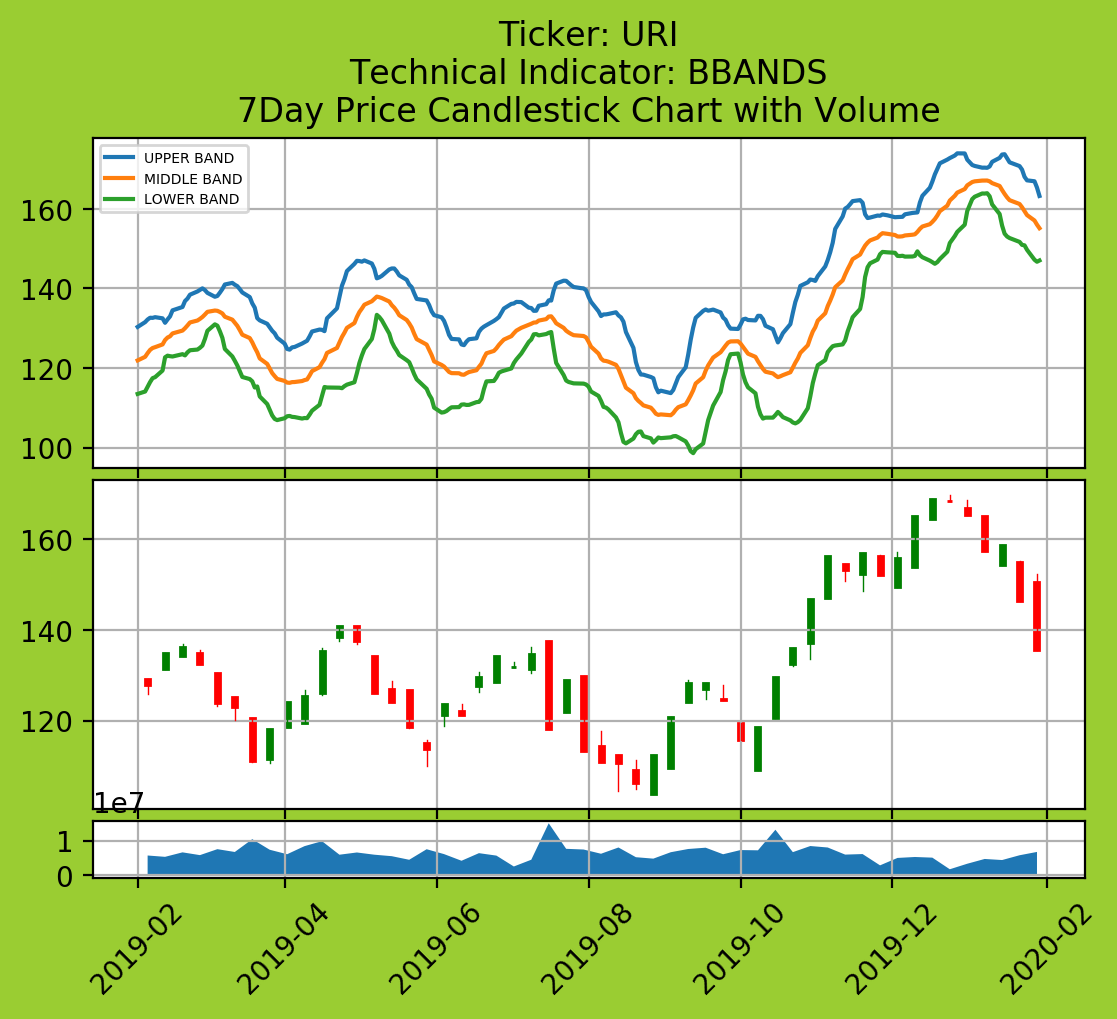 Ticker: URI
Technical Indicator: BBANDS
7Day Price Candlestick Chart with Volume
UPPER BAND
MIDDLE BAND
LOWER BAND
160
140
120
100
160
140
120
1e7
1
0
2019-02
2019-04
2019-06
2019-08
2019-10
2019-12
2020-02